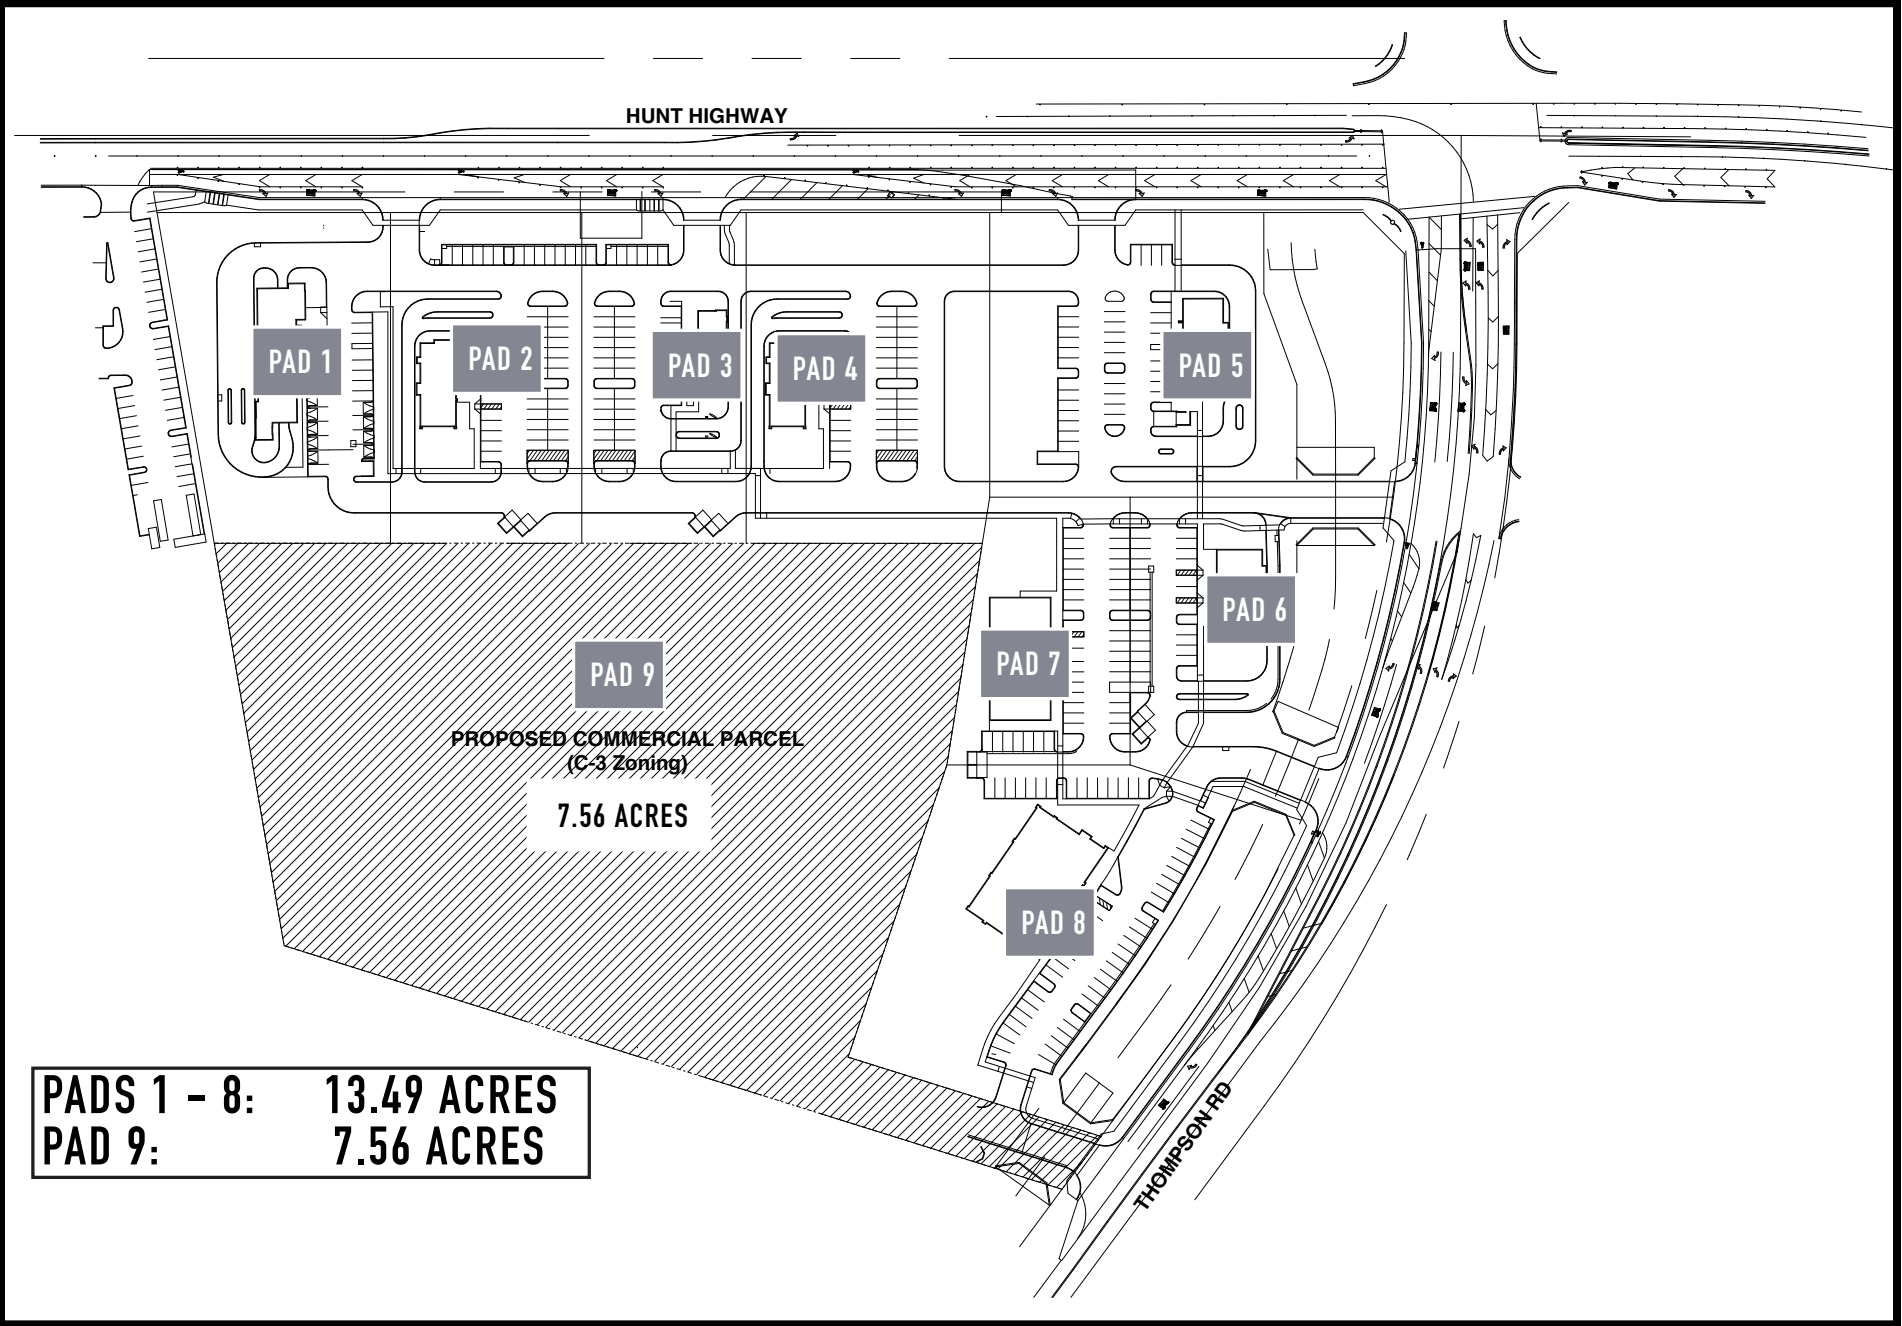 HUNT HIGHWAY
PAD 1
PAD 2
PAD 3
PAD 4
PAD 5
PAD 6
PAD 7
PAD 9
PROPOSED COMMERCIAL PARCEL
(C-3 Zoning)
7.56 ACRES
PAD 8
PADS 1 - 8: 13.49 ACRES
PAD 9: 7.56 ACRES
THOMPSON RD